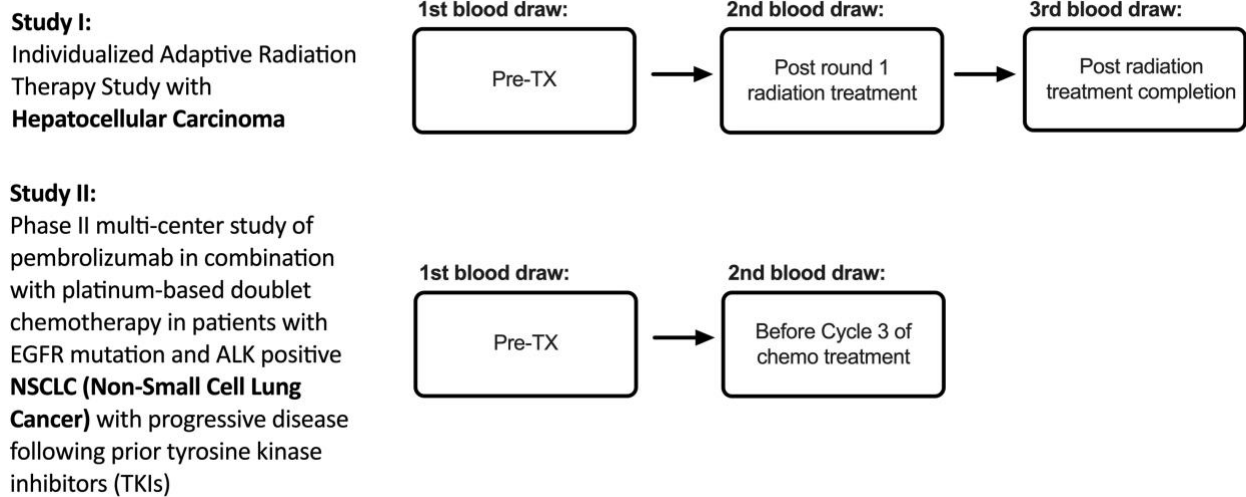 Study I:
Individualized Adaptive Radiation
Therapy Study with
Hepatocellular Carcinoma
1st blood draw:
Pre-TX
2nd blood draw:
Post round 1
radiation treatment
3rd blood draw:
Post radiation
treatment completion
Study II:
Phase II multi-center study of
pembrolizumab in combination
with platinum-based doublet
chemotherapy in patients with
EGFR mutation and ALK positive
NSCLC (Non-Small Cell Lung
Cancer) with progressive disease
following prior tyrosine kinase
inhibitors (TKIs)
1st blood draw:
Pre-TX
2nd blood draw:
Before Cycle 3 of
chemo treatment